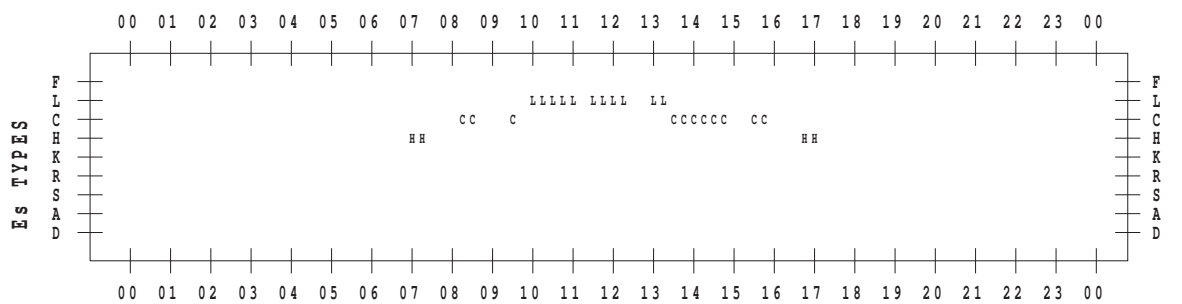 00 01 02 03 04 05 06 07 08 09 10 11 12 13 14 15 16 17 18 19 20 21 22 23 00
F F
L LLLLL LLLL LL L
C CC C CCCCCC CC C
H HH HH H
K K
R R
S S
A A
D D
Es TYPES
00 01 02 03 04 05 06 07 08 09 10 11 12 13 14 15 16 17 18 19 20 21 22 23 00